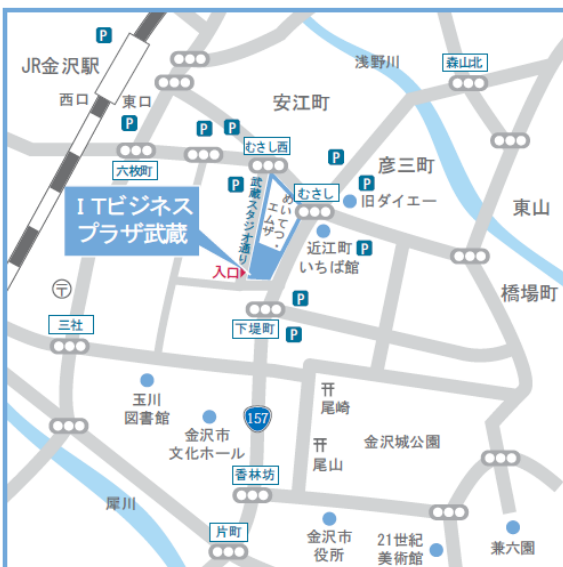 P
JR金沢駅
西口
東口
浅野川
森山北
安江町
P
P
P
六枚町
むさし西
P
彦三町
P
武蔵スタジオ通り
めいてつ・
エムザ
むさし
P
旧ダイエー
東山
ITビジネス
プラザ武蔵
近江町
いちば館
P
入口
橋場町
〒
P
三社
下堤町
P
玉川
図書館
尾崎
157
金沢市
文化ホール
尾山
金沢城公園
香林坊
犀川
片町
金沢市
役所
21世紀
美術館
兼六園